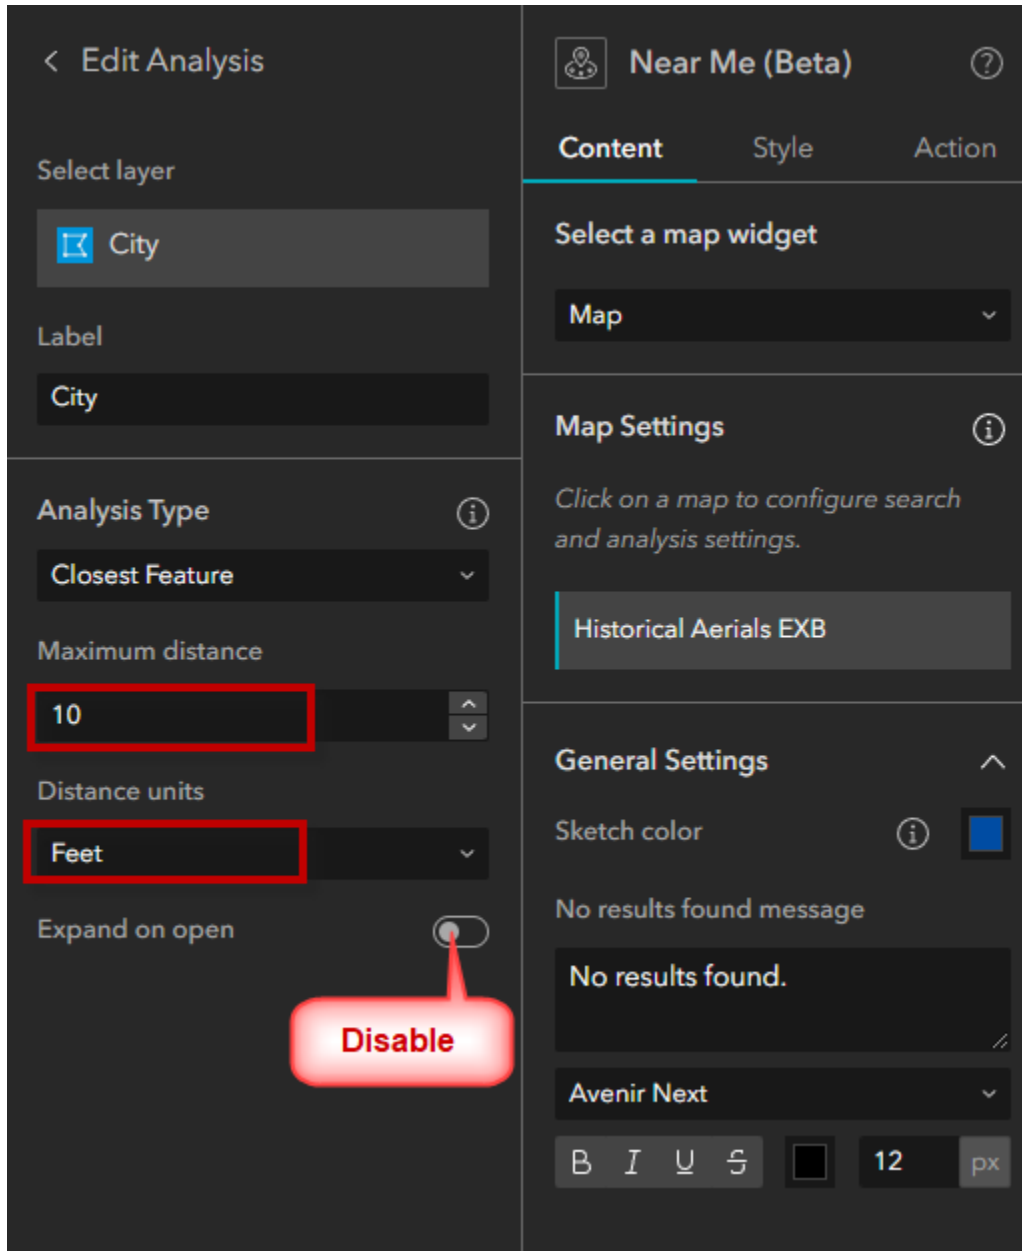 Edit Analysis
Select layer
City
Label
City
Analysis Type
Closest Feature
Maximum distance
10
Distance units
Feet
Expand on open
Disable
Near Me (Beta)
Content Style Action
Select a map widget
Map
Map Settings
Click on a map to configure search
and analysis settings.
Historical Aerials EXB
General Settings
Sketch color
No results found message
No results found.
Avenir Next
B I U S 12 px